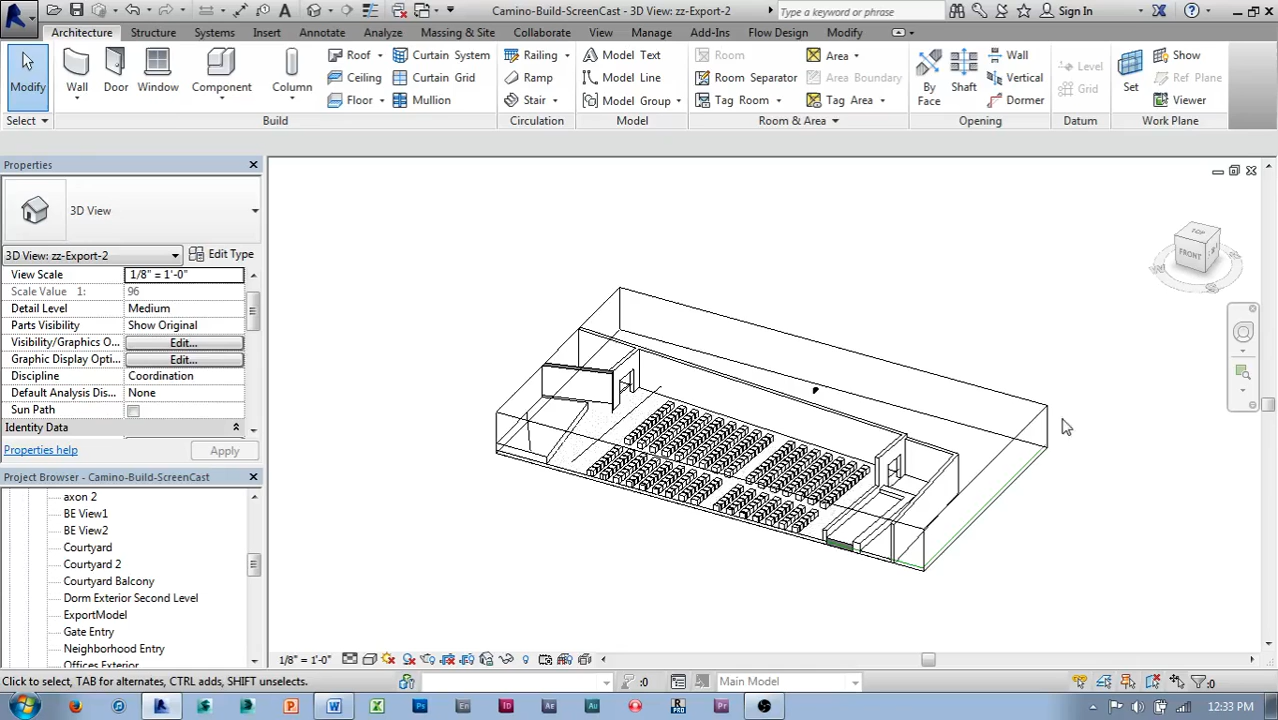 Camino-Build-ScreenCast - 3D View: zz-Export-2
Type a keyword or phrase
Sign In
Architecture Structure Systems Insert Annotate Analyze Massing & Site Collaborate View Manage Add-Ins Flow Design Modify
Modify
Wall
Door
Window
Component
Column
Roof
Ceiling
Floor
Curtain System
Curtain Grid
Mullion
Railing
Ramp
Stair
Model Text
Model Line
Model Group
Room
Room Separator
Tag Room
Area
Area Boundary
Tag Area
By Face
Shaft
Wall
Vertical
Dormer
Level
Grid
Set
Show
Ref Plane
Viewer
Select Build Circulation Model Room & Area Opening Datum Work Plane
Properties
3D View
3D View: zz-Export-2 Edit Type
View Scale 1/8" = 1'-0"
Scale Value 1: 96
Detail Level Medium
Parts Visibility Show Original
Visibility/Graphics O... Edit...
Graphic Display Opti... Edit...
Discipline Coordination
Default Analysis Dis... None
Sun Path
Identity Data
Properties help Apply
Project Browser - Camino-Build-ScreenCast
axon 2
BE View1
BE View2
Courtyard
Courtyard 2
Courtyard Balcony
Dorm Exterior Second Level
ExportModel
Gate Entry
Neighborhood Entry
Offices Exterior
TOP
FRONT
1/8" = 1'-0"
Click to select, TAB for alternates, CTRL adds, SHIFT unselects.
:0
Main Model
:0
12:33 PM